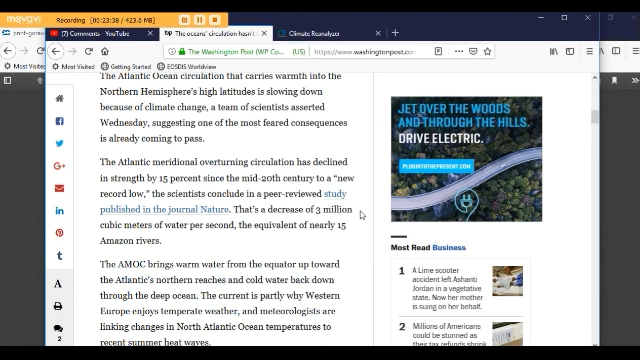 movavi
Recording
00:23:38 | 423.6 MB
Comments - YouTube
The oceans' circulation hasn't
Climate Reanalyzer
The Washington Post (WP Co... (US)
https://www.washingtonpost.com
Most Visited
Getting Started
EOSDIS Worldview
The Atlantic Ocean circulation that carries warmth into the
Northern Hemisphere's high latitudes is slowing down
because of climate change, a team of scientists asserted
Wednesday, suggesting one of the most feared consequences
is already coming to pass.
The Atlantic meridional overturning circulation has declined
in strength by 15 percent since the mid-20th century to a "new
record low," the scientists conclude in a peer-reviewed study
published in the journal Nature. That's a decrease of 3 million
cubic meters of water per second, the equivalent of nearly 15
Amazon rivers.
The AMOC brings warm water from the equator up toward
the Atlantic's northern reaches and cold water back down
through the deep ocean. The current is partly why Western
Europe enjoys temperate weather, and meteorologists are
linking changes in North Atlantic Ocean temperatures to
recent summer heat waves.
2
JET OVER THE WOODS
AND THROUGH THE HILLS.
DRIVE ELECTRIC.
PLUGINTOTHEPRESENT.COM
Most Read Business
1 A Lime scooter
accident left Ashanti
Jordan in a vegetative
state. Now her mother
is suing on her behalf.
2 Millions of Americans
could be stunned as
their tax refunds shrink